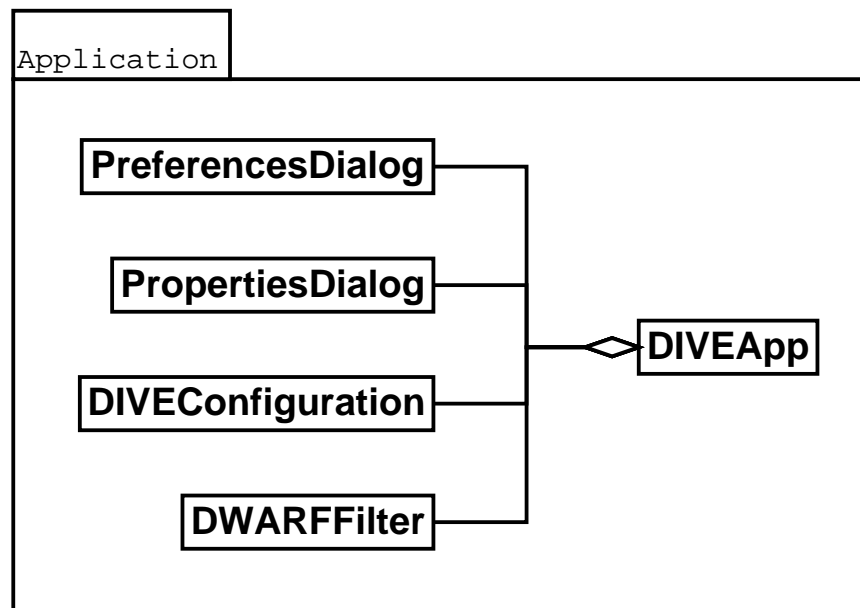 Application
PreferencesDialog
PropertiesDialog
DIVEApp
DIVEConfiguration
DWARFFilter